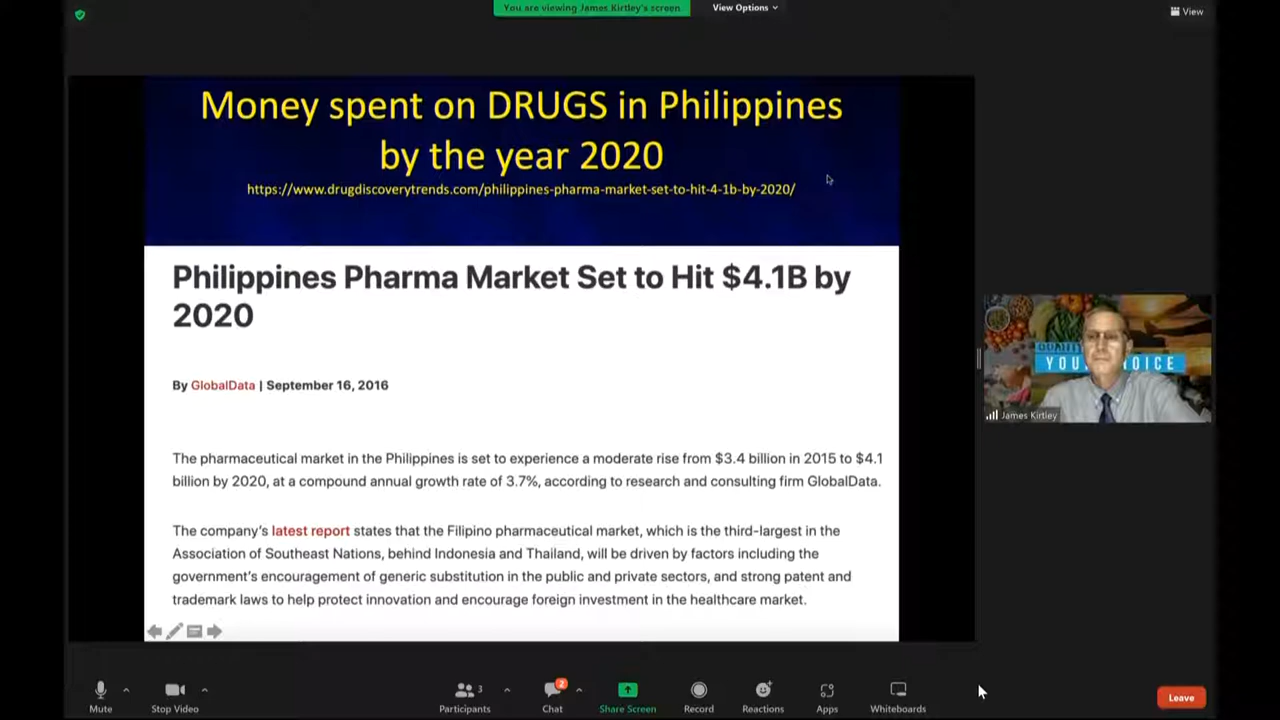 You are viewing James Kirtley's screen
View Options
View
Money spent on DRUGS in Philippines
by the year 2020
https://www.drugdiscoverytrends.com/philippines-pharma-market-set-to-hit-4-1b-by-2020/
Philippines Pharma Market Set to Hit $4.1B by
2020
By GlobalData | September 16, 2016
The pharmaceutical market in the Philippines is set to experience a moderate rise from $3.4 billion in 2015 to $4.1
billion by 2020, at a compound annual growth rate of 3.7%, according to research and consulting firm GlobalData.
The company's latest report states that the Filipino pharmaceutical market, which is the third-largest in the
Association of Southeast Nations, behind Indonesia and Thailand, will be driven by factors including the
government's encouragement of generic substitution in the public and private sectors, and strong patent and
trademark laws to help protect innovation and encourage foreign investment in the healthcare market.
James Kirtley
3
2
Mute
Stop Video
Participants
Chat
Share Screen
Record
Reactions
Apps
Whiteboards
Leave